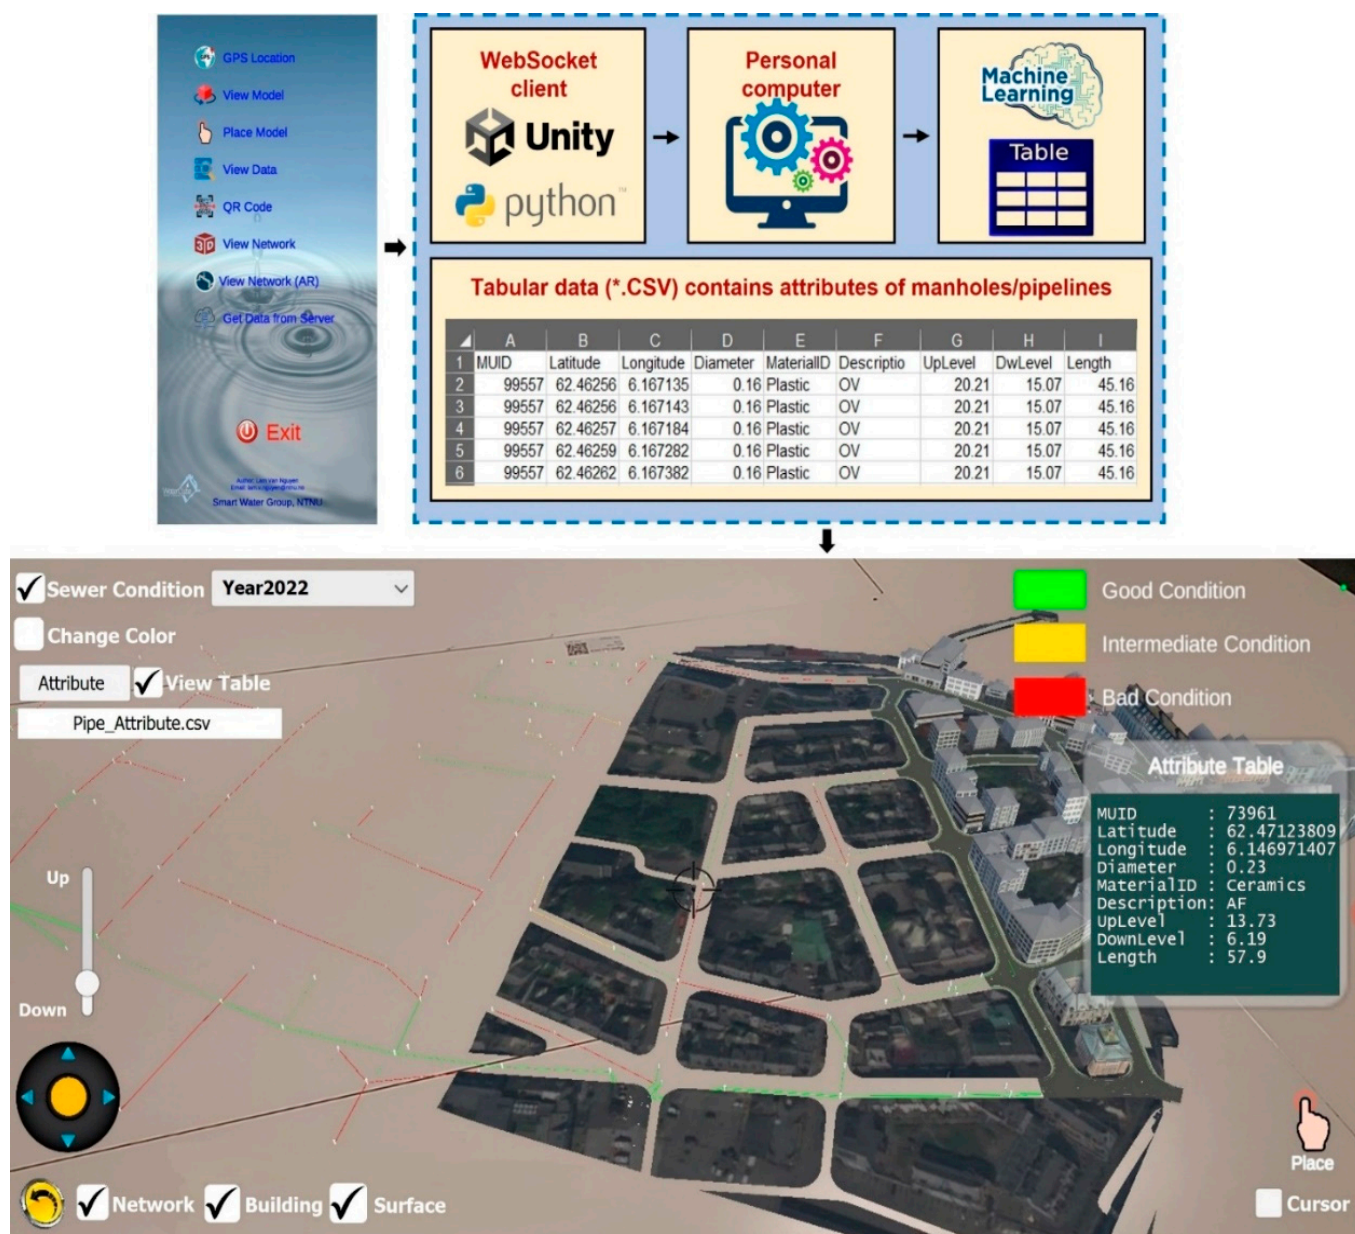 GPS Location
View Model
Place Model
View Data
QR Code
View Network
View Network (AR)
Get Data from Server
Exit
Author: Lam Van Nguyen
Smart Water Group, NTNU
WebSocket
client
Unity
python™
Personal
computer
Machine
Learning
Table
Tabular data (*.CSV) contains attributes of manholes/pipelines
A B C D E F G H I
1 MUID Latitude Longitude Diameter MaterialID Descriptio UpLevel DwLevel Length
2 99557 62.46256 6.167135 0.16 Plastic OV 20.21 15.07 45.16
3 99557 62.46256 6.167143 0.16 Plastic OV 20.21 15.07 45.16
4 99557 62.46257 6.167184 0.16 Plastic OV 20.21 15.07 45.16
5 99557 62.46259 6.167282 0.16 Plastic OV 20.21 15.07 45.16
6 99557 62.46262 6.167382 0.16 Plastic OV 20.21 15.07 45.16
Sewer Condition Year2022
Change Color
Attribute View Table
Pipe_Attribute.csv
Good Condition
Intermediate Condition
Bad Condition
Attribute Table
MUID : 73961
Latitude : 62.47123809
Longitude : 6.146971407
Diameter : 0.23
MaterialID : Ceramics
Description: AF
UpLevel : 13.73
DownLevel : 6.19
Length : 57.9
Up
Down
Place
Network Building Surface
Cursor